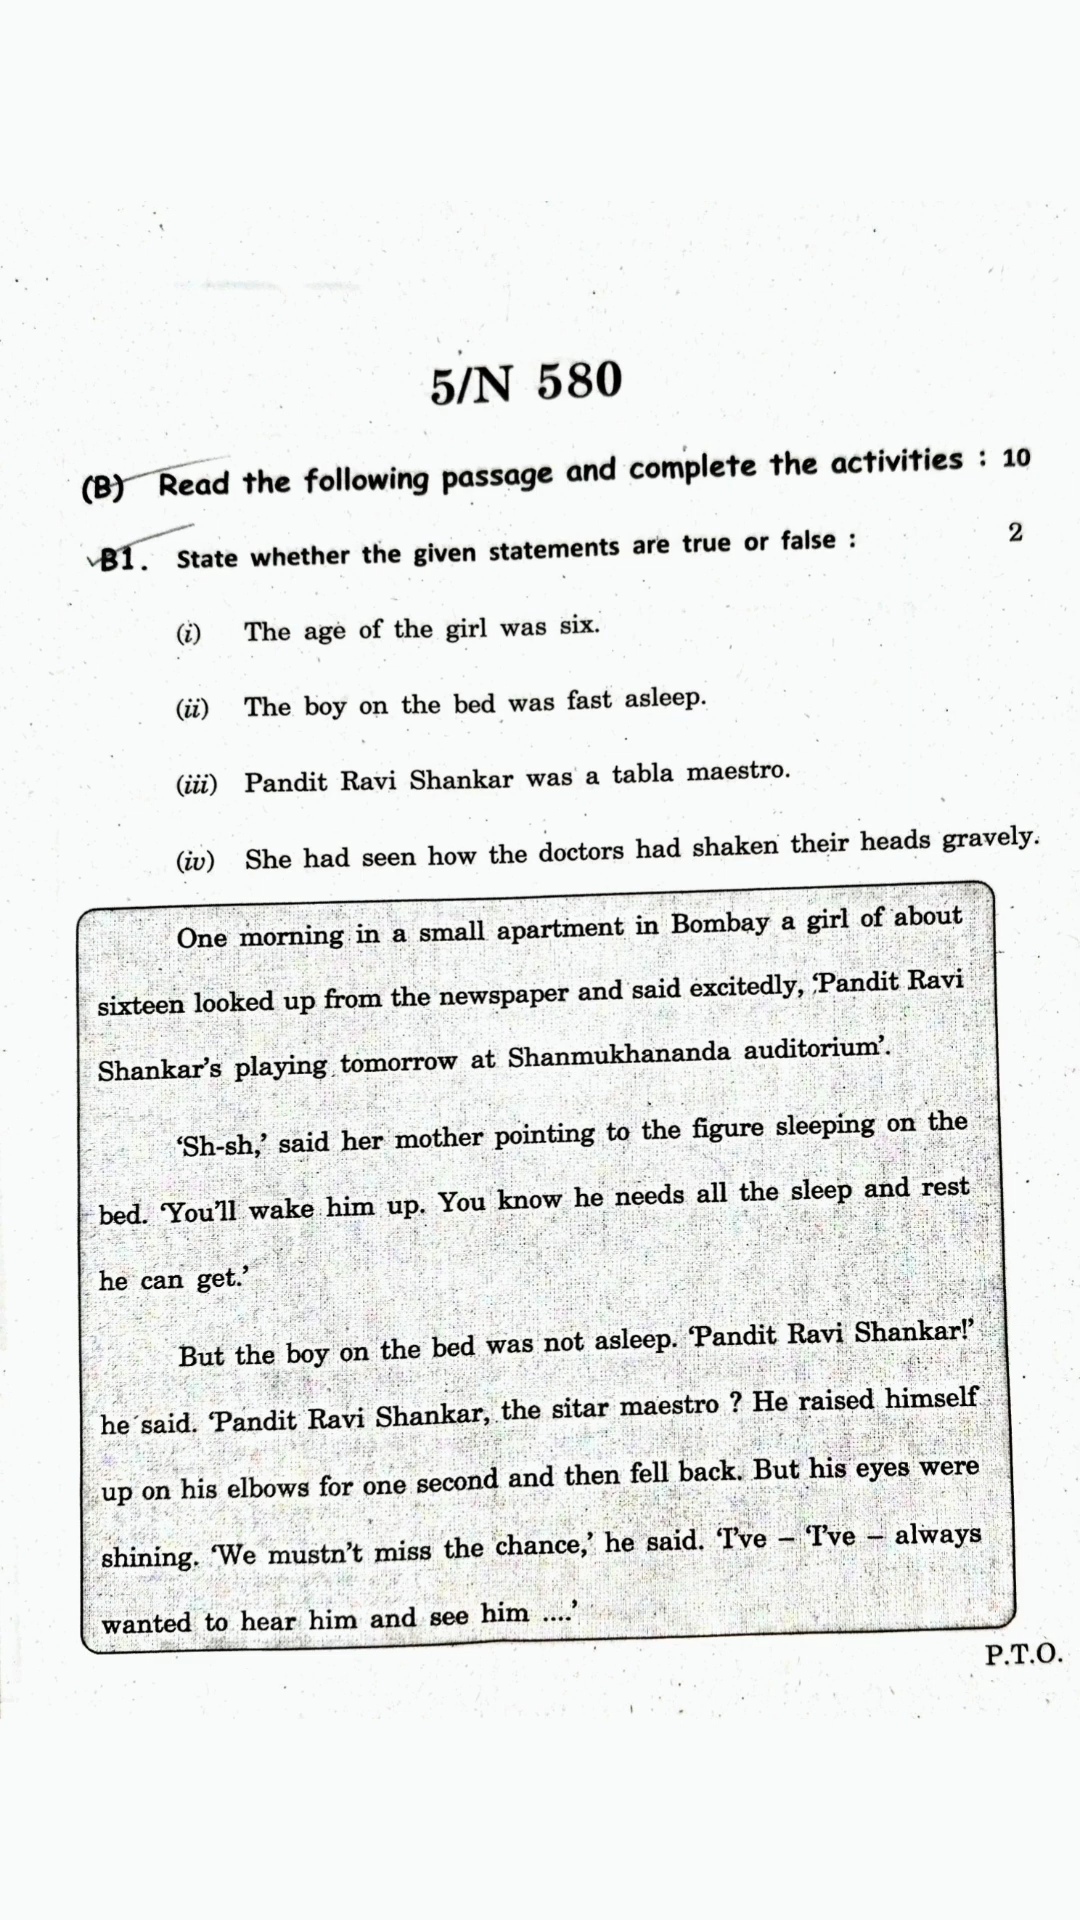 5/N 580
(B) Read the following passage and complete the activities : 10
B1. State whether the given statements are true or false : 2
(i) The age of the girl was six.
(ii) The boy on the bed was fast asleep.
(iii) Pandit Ravi Shankar was a tabla maestro.
(iv) She had seen how the doctors had shaken their heads gravely.
One morning in a small apartment in Bombay a girl of about
sixteen looked up from the newspaper and said excitedly, ‘Pandit Ravi
Shankar’s playing tomorrow at Shanmukhananda auditorium’.
‘Sh-sh,’ said her mother pointing to the figure sleeping on the
bed. ‘You’ll wake him up. You know he needs all the sleep and rest
he can get.’
But the boy on the bed was not asleep. ‘Pandit Ravi Shankar!’
he said. ‘Pandit Ravi Shankar, the sitar maestro ? He raised himself
up on his elbows for one second and then fell back. But his eyes were
shining. ‘We mustn’t miss the chance,’ he said. ‘I’ve – ‘I’ve – always
wanted to hear him and see him ....’
P.T.O.